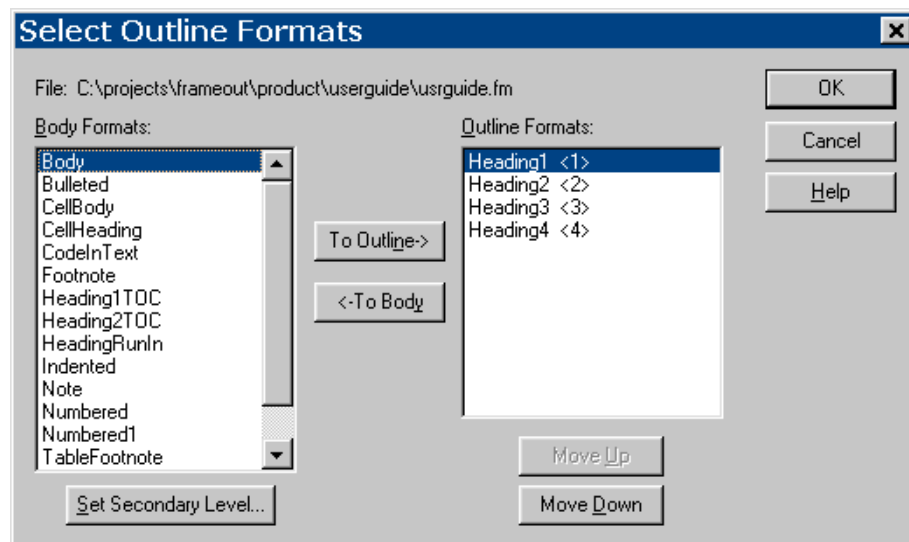 Select Outline Formats
File: C:\projects\frameout\product\userguide\usrguide.fm
OK
Body Formats:
Outline Formats:
Cancel
Body
Bulleted
CellBody
CellHeading
CodeInText
Footnote
Heading1TOC
Heading2TOC
HeadingRunIn
Indented
Note
Numbered
Numbered1
TableFootnote
To Outline->
<-To Body
Heading1 <1>
Heading2 <2>
Heading3 <3>
Heading4 <4>
Help
Set Secondary Level...
Move Up
Move Down